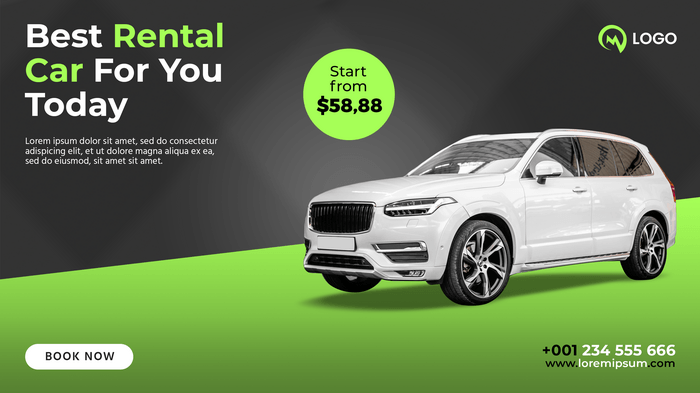 Best Rental
Car For You
Today
Lorem ipsum dolor sit amet, sed do consectetur
adipiscing elit, et ut dolore magna aliqua ex ea,
sed do eiusmod, sit amet sit amet.
Start
from
$58,88
LOGO
BOOK NOW
+001 234 555 666
www.loremipsum.com